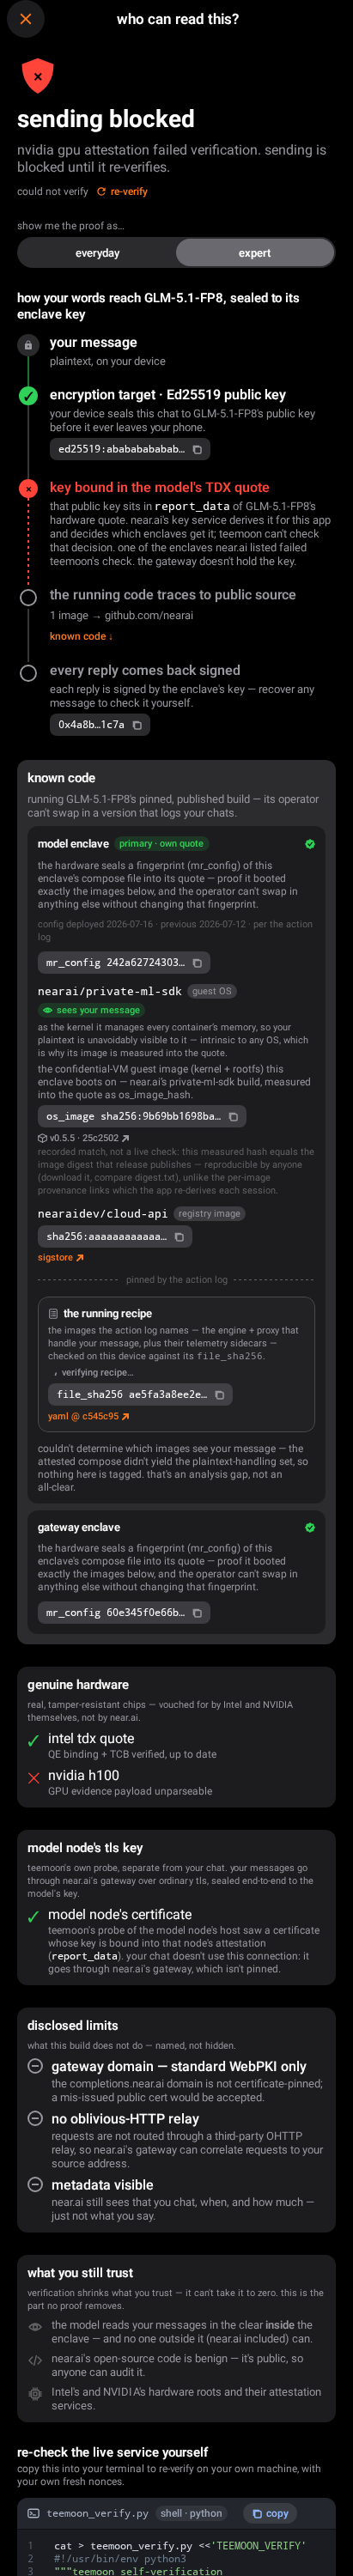 who can read this?
sending blocked
nvidia gpu attestation failed verification. sending is
blocked until it re-verifies.
could not verify re-verify
show me the proof as...
everyday expert
how your words reach GLM-5.1-FP8, sealed to its
enclave key
your message
plaintext, on your device
encryption target · Ed25519 public key
your device seals this chat to GLM-5.1-FP8's public key
before it ever leaves your phone.
ed25519:ababababababab…
key bound in the model's TDX quote
that public key sits in report_data of GLM-5.1-FP8's
hardware quote. near.ai's key service derives it for this app
and decides which enclaves get it; teemoon can't check
that decision. one of the enclaves near.ai listed failed
teemoon's check. the gateway doesn't hold the key.
the running code traces to public source
1 image → github.com/nearai
known code ↓
every reply comes back signed
each reply is signed by the enclave's key — recover any
message to check it yourself.
0x4a8b…1c7a
known code
running GLM-5.1-FP8's pinned, published build — its operator
can't swap in a version that logs your chats.
model enclave primary · own quote
the hardware seals a fingerprint (mr_config) of this
enclave's compose file into its quote — proof it booted
exactly the images below, and the operator can't swap in
anything else without changing that fingerprint.
config deployed 2026-07-16 · previous 2026-07-12 · per the action
log
mr_config 242a62724303…
nearai/private-ml-sdk guest OS
sees your message
as the kernel it manages every container's memory, so your
plaintext is unavoidably visible to it — intrinsic to any OS, which
is why its image is measured into the quote.
the confidential-VM guest image (kernel + rootfs) this
enclave boots on — near.ai's private-ml-sdk build, measured
into the quote as os_image_hash.
os_image sha256:9b69bb1698ba…
v0.5.5 · 25c2502 ↗
recorded match, not a live check: this measured hash equals the
image digest that release publishes — reproducible by anyone
(download it, compare digest.txt), unlike the per-image
provenance links which the app re-derives each session.
nearaidev/cloud-api registry image
sha256:aaaaaaaaaaaa…
sigstore ↗
pinned by the action log
the running recipe
the images the action log names — the engine + proxy that
handle your message, plus their telemetry sidecars —
checked on this device against its file_sha256.
verifying recipe…
file_sha256 ae5fa3a8ee2e…
yaml @ c545c95 ↗
couldn't determine which images see your message — the
attested compose didn't yield the plaintext-handling set, so
nothing here is tagged. that's an analysis gap, not an
all-clear.
gateway enclave
the hardware seals a fingerprint (mr_config) of this
enclave's compose file into its quote — proof it booted
exactly the images below, and the operator can't swap in
anything else without changing that fingerprint.
mr_config 60e345f0e66b…
genuine hardware
real, tamper-resistant chips — vouched for by Intel and NVIDIA
themselves, not by near.ai.
intel tdx quote
QE binding + TCB verified, up to date
nvidia h100
GPU evidence payload unparseable
model node's tls key
teemoon's own probe, separate from your chat. your messages go
through near.ai's gateway over ordinary tls, sealed end-to-end to the
model's key.
model node's certificate
teemoon's probe of the model's host saw a certificate
whose key is bound into that node's attestation
(report_data). your chat doesn't use this connection: it
goes through near.ai's gateway, which isn't pinned.
disclosed limits
what this build does not do — named, not hidden.
gateway domain — standard WebPKI only
the completions.near.ai domain is not certificate-pinned;
a mis-issued public cert would be accepted.
no oblivious-HTTP relay
requests are not routed through a third-party OHTTP
relay, so near.ai's gateway can correlate requests to your
source address.
metadata visible
near.ai still sees that you chat, when, and how much —
just not what you say.
what you still trust
verification shrinks what you trust — it can't take it to zero. this is the
part no proof removes.
the model reads your messages in the clear inside the
enclave — and no one outside it (near.ai included) can.
near.ai's open-source code is benign — it's public, so
anyone can audit it.
Intel's and NVIDIA's hardware roots and their attestation
services.
re-check the live service yourself
copy this into your terminal to re-verify on your own machine, with
your own fresh nonces.
teemoon_verify.py shell · python copy
1 cat > teemoon_verify.py <<'TEEMOON_VERIFY'
2 #!/usr/bin/env python3
3 """teemoon self-verification